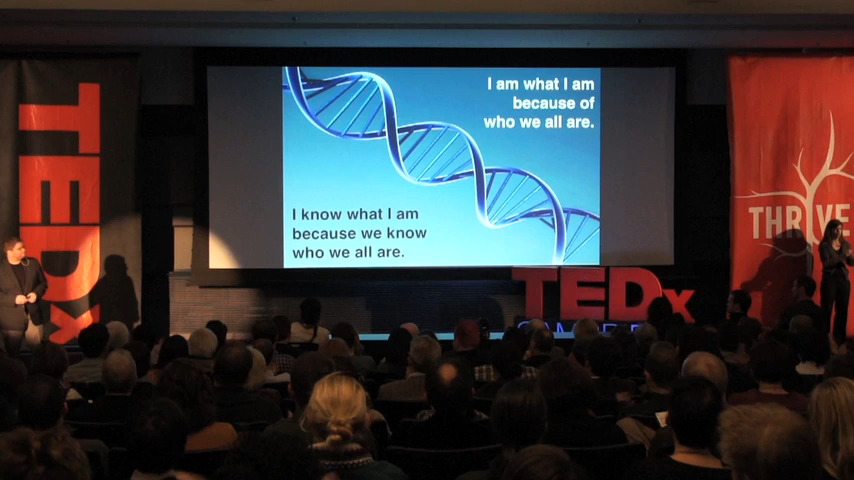 TEDx
I am what I am
because of
who we all are.
I know what I am
because we know
who we all are.
THRIVE
TEDx